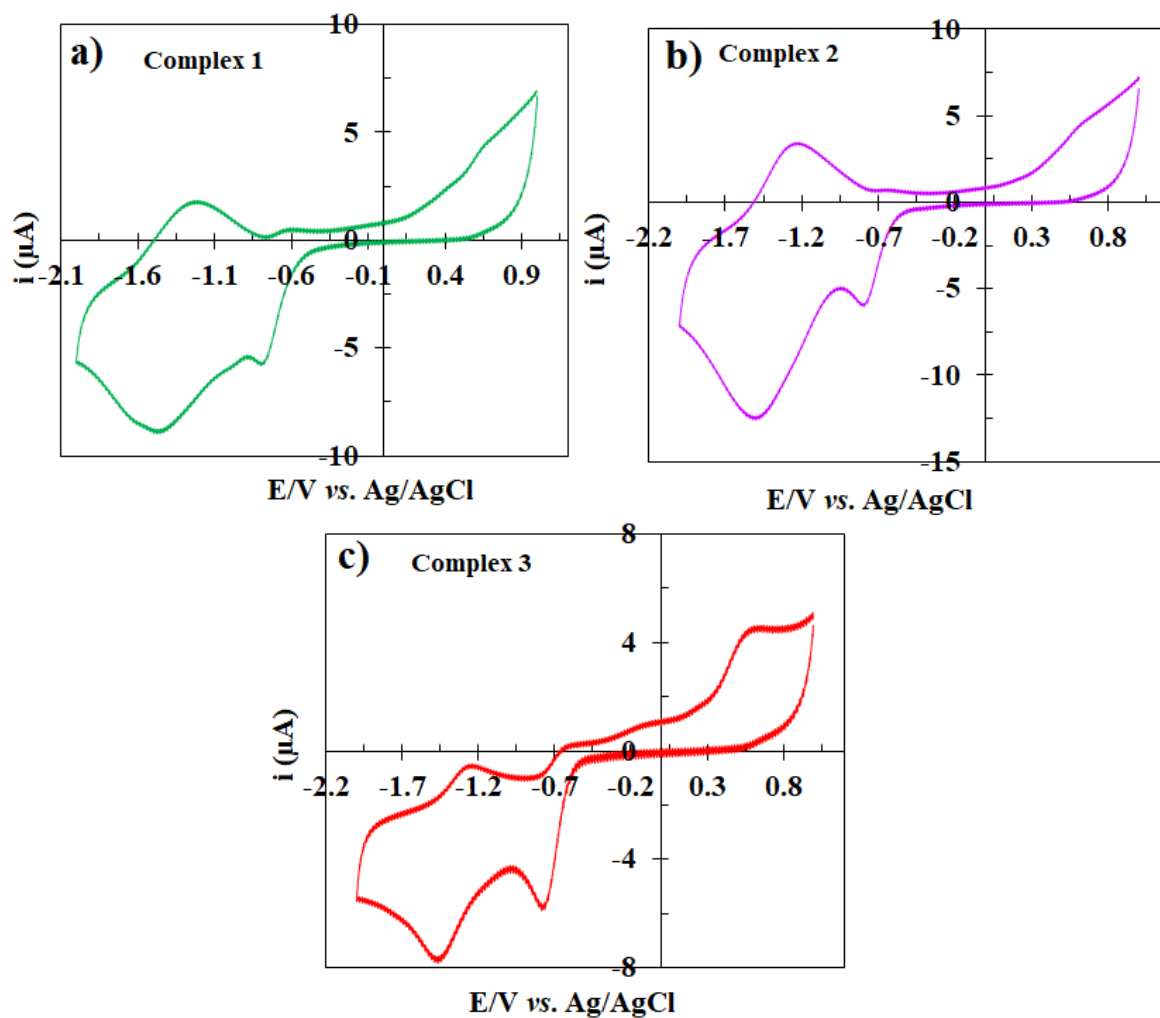 a) Complex 1
10
5
0
-5
-10
i (µA)
-2.1 -1.6 -1.1 -0.6 -0.1 0.4 0.9
E/V vs. Ag/AgCl
b) Complex 2
10
5
0
-5
-10
-15
i (µA)
-2.2 -1.7 -1.2 -0.7 -0.2 0.3 0.8
E/V vs. Ag/AgCl
c) Complex 3
8
4
0
-4
-8
i (µA)
-2.2 -1.7 -1.2 -0.7 -0.2 0.3 0.8
E/V vs. Ag/AgCl